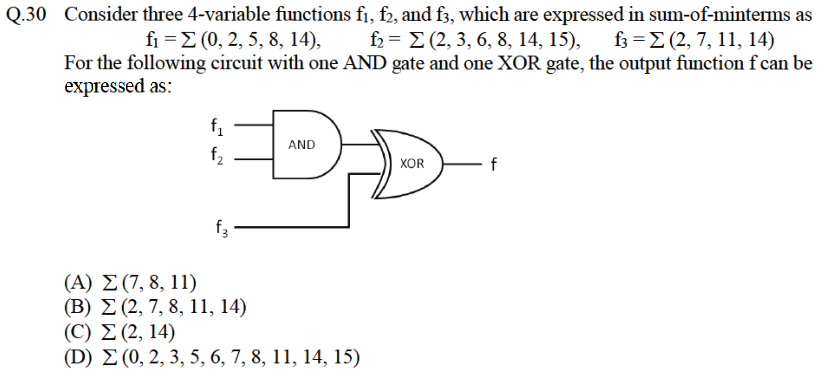 Q.30 Consider three 4-variable functions f₁, f₂, and f₃, which are expressed in sum-of-minterms as
f₁ = Σ (0, 2, 5, 8, 14), f₂ = Σ (2, 3, 6, 8, 14, 15), f₃ = Σ (2, 7, 11, 14)
For the following circuit with one AND gate and one XOR gate, the output function f can be
expressed as:
f₁
AND
f₂
XOR
f
f₃
(A) Σ (7, 8, 11)
(B) Σ (2, 7, 8, 11, 14)
(C) Σ (2, 14)
(D) Σ (0, 2, 3, 5, 6, 7, 8, 11, 14, 15)